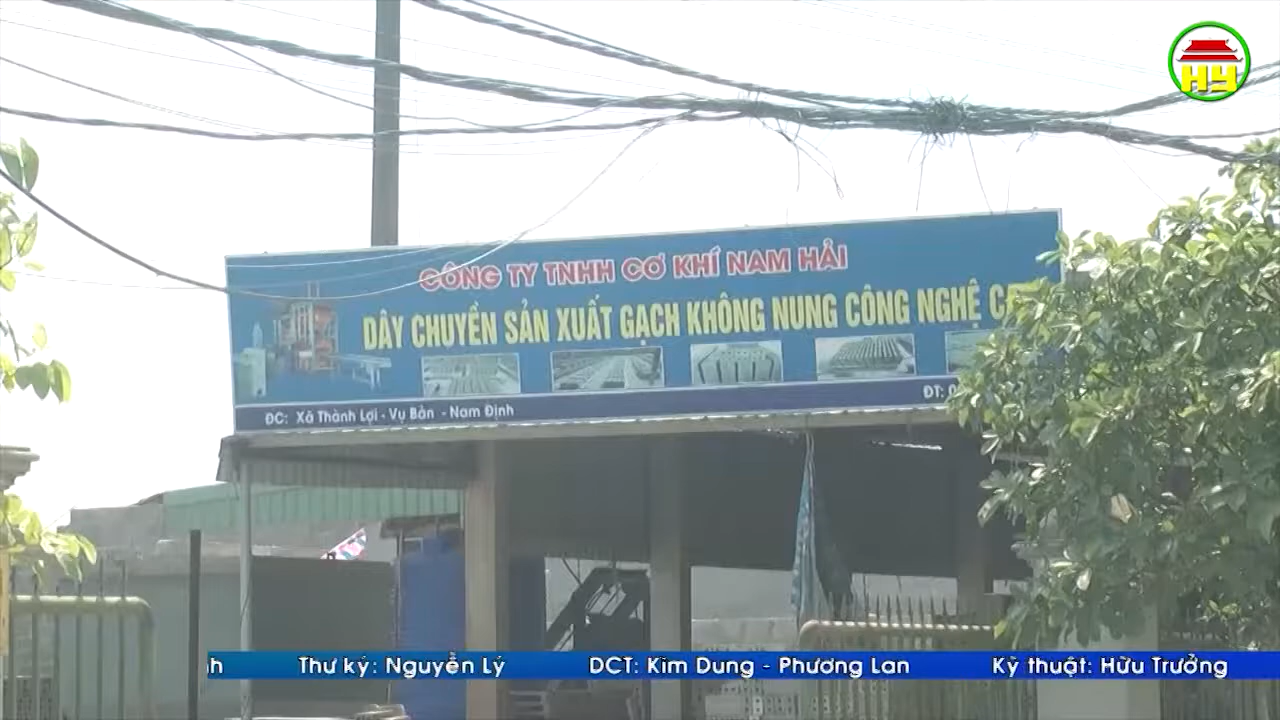 HY
CÔNG TY TNHH CƠ KHÍ NAM HẢI
DÂY CHUYỀN SẢN XUẤT GẠCH KHÔNG NUNG CÔNG NGHỆ
ĐC: Xã Thành Lợi - Vụ Bản - Nam Định
ĐT:
Thư ký: Nguyễn Lý DCT: Kim Dung - Phương Lan Kỹ thuật: Hữu Trưởng